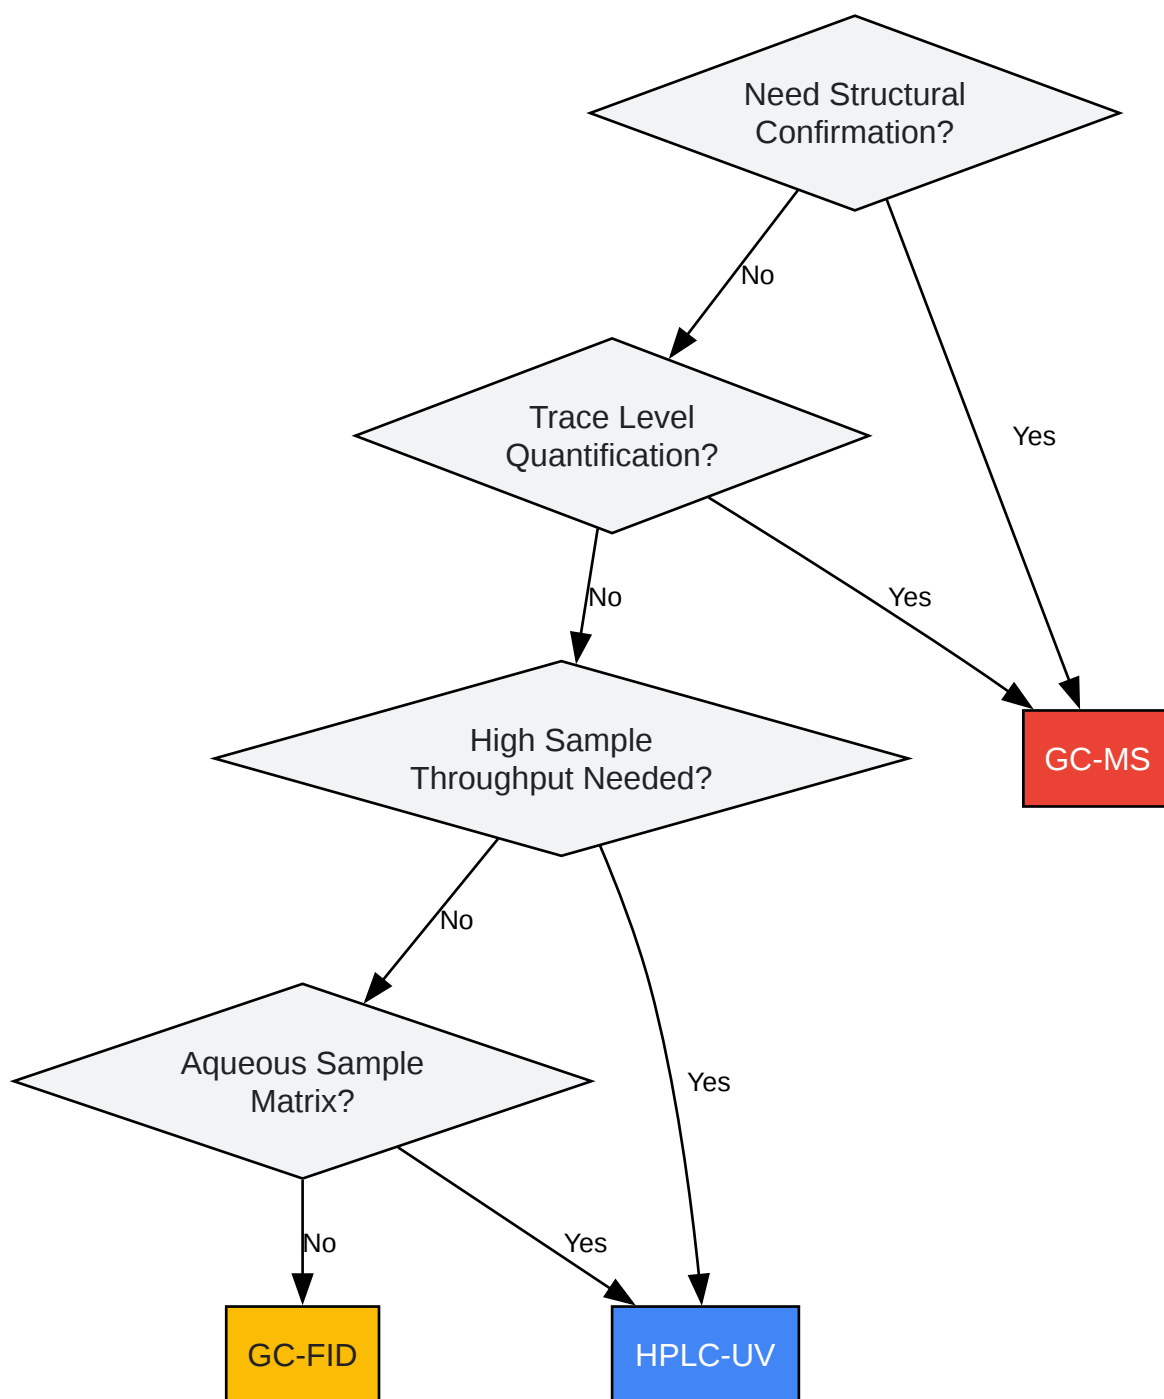 Need Structural
Confirmation?
No
Yes
Trace Level
Quantification?
No
Yes
High Sample
Throughput Needed?
GC-MS
No
Yes
Aqueous Sample
Matrix?
No
Yes
GC-FID
HPLC-UV